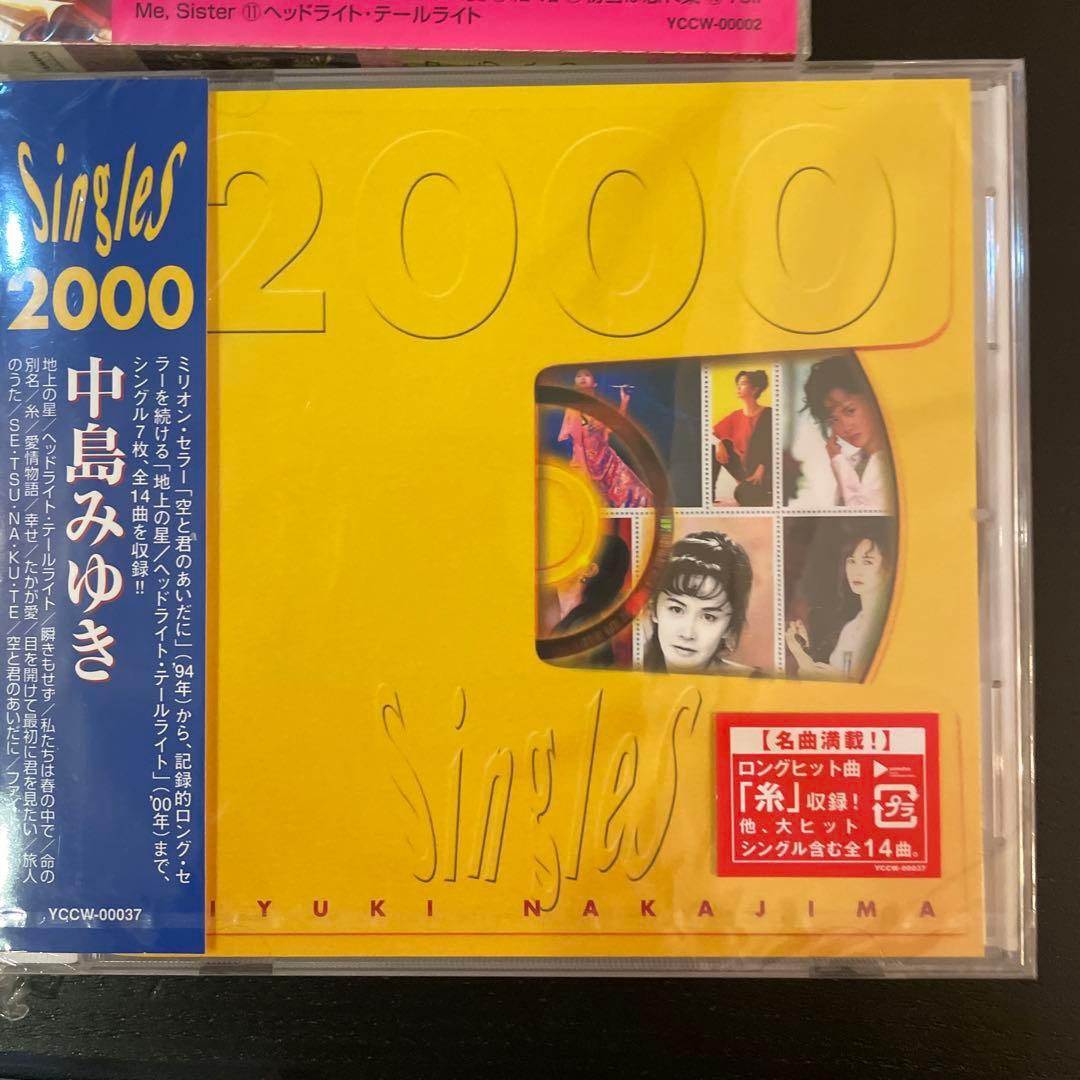 Me, Sister ⑪ヘッドライト・テールライト
YCCW-00002
Singles
2000
中島みゆき
ミリオン・セラー「空と君のあいだに」('94年)から、記録的ロング・セ
ラーを続ける「地上の星/ヘッドライト・テールライト」('00年)まで、
シングル7枚、全14曲を収録!!
地上の星/ヘッドライト・テールライト/瞬きもせず/私たちは春の中で/命の
別名/糸/愛情物語/幸せ/たかが愛/目を開けて最初に君を見たい/旅人
のうた/SE・TSU・NA・KU・TE/空と君のあいだに/ファイト!
YCCW-00037
2000
Singles
IYUKI NAKAJIMA
【名曲満載!】
ロングヒット曲
「糸」収録!
他、大ヒット
シングル含む全14曲。
プラ
YCCW-00037